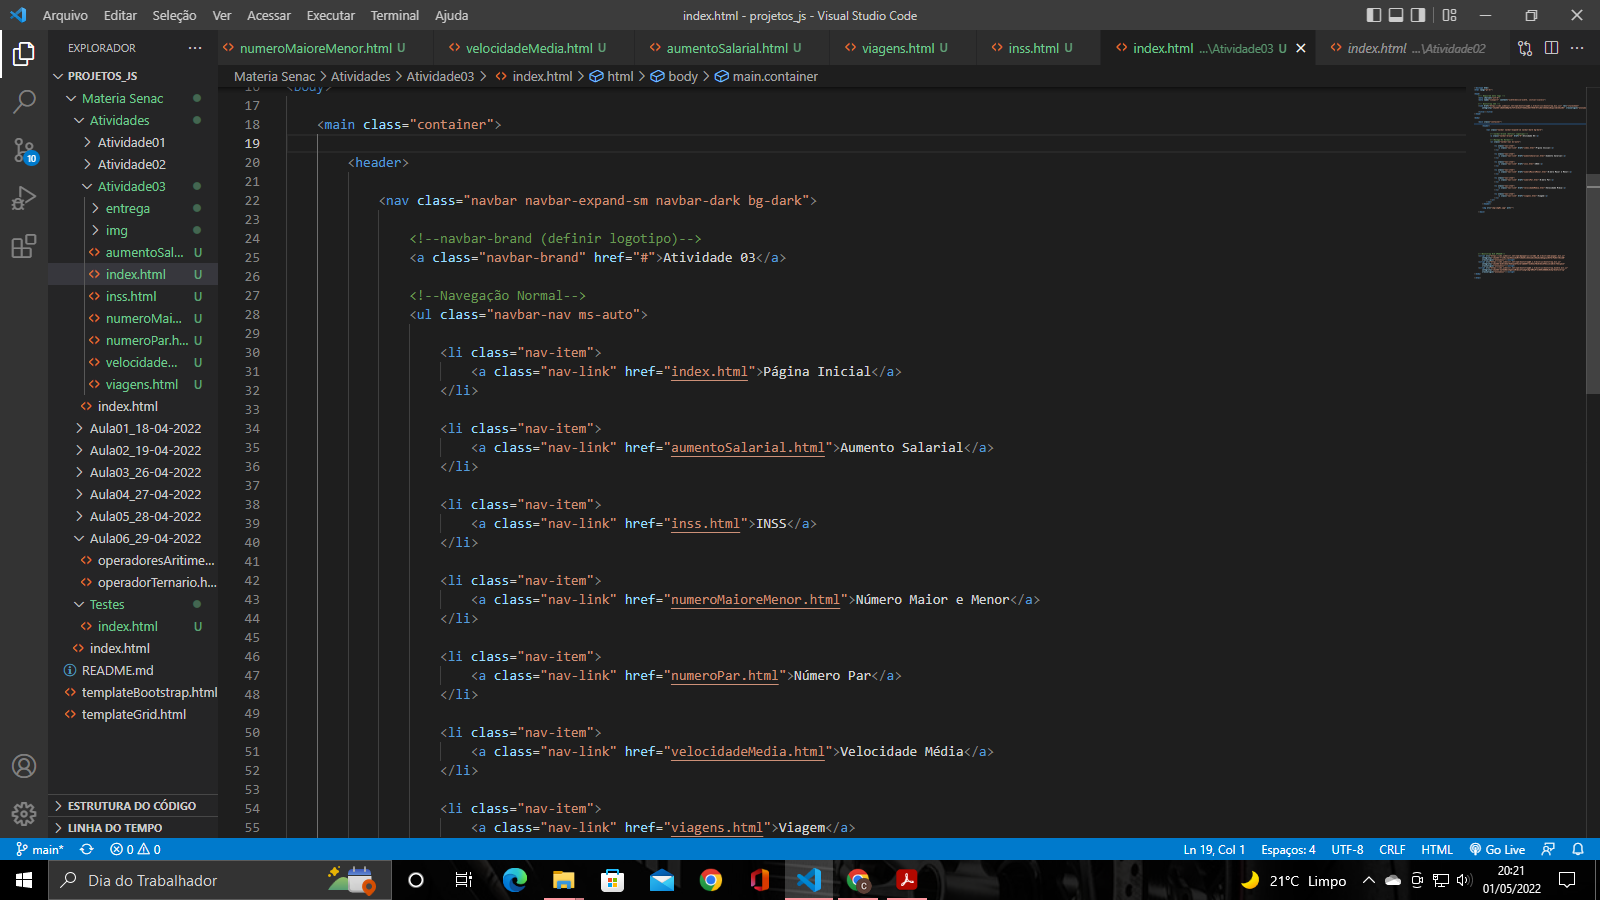 Arquivo Editar Seleção Ver Acessar Executar Terminal Ajuda index.html - projetos_js - Visual Studio Code
EXPLORADOR
numeroMaioreMenor.html U velocidadeMedia.html U aumentoSalarial.html U viagens.html U inss.html U index.html ...\Atividade03 U index.html ...\Atividade02
Materia Senac > Atividades > Atividade03 > index.html > html > body > main.container
PROJETOS_JS
Materia Senac
Atividades
Atividade01
Atividade02
Atividade03
entrega
img
aumentoSal... U
index.html U
inss.html U
numeroMai... U
numeroPar.h... U
velocidade... U
viagens.html U
index.html
Aula01_18-04-2022
Aula02_19-04-2022
Aula03_26-04-2022
Aula04_27-04-2022
Aula05_28-04-2022
Aula06_29-04-2022
operadoresAritime...
operadorTernario.h...
Testes
index.html U
index.html
README.md
templateBootstrap.html
templateGrid.html
ESTRUTURA DO CÓDIGO
LINHA DO TEMPO
10
16 <body>
17
18 <main class="container">
19
20 <header>
21
22 <nav class="navbar navbar-expand-sm navbar-dark bg-dark">
23
24 <!--navbar-brand (definir logotipo)-->
25 <a class="navbar-brand" href="#">Atividade 03</a>
26
27 <!--Navegação Normal-->
28 <ul class="navbar-nav ms-auto">
29
30 <li class="nav-item">
31 <a class="nav-link" href="index.html">Página Inicial</a>
32 </li>
33
34 <li class="nav-item">
35 <a class="nav-link" href="aumentoSalarial.html">Aumento Salarial</a>
36 </li>
37
38 <li class="nav-item">
39 <a class="nav-link" href="inss.html">INSS</a>
40 </li>
41
42 <li class="nav-item">
43 <a class="nav-link" href="numeroMaioreMenor.html">Número Maior e Menor</a>
44 </li>
45
46 <li class="nav-item">
47 <a class="nav-link" href="numeroPar.html">Número Par</a>
48 </li>
49
50 <li class="nav-item">
51 <a class="nav-link" href="velocidadeMedia.html">Velocidade Média</a>
52 </li>
53
54 <li class="nav-item">
55 <a class="nav-link" href="viagens.html">Viagem</a>
main* 0 0 Ln 19, Col 1 Espaços: 4 UTF-8 CRLF HTML Go Live
Dia do Trabalhador
21°C Limpo
20:21
01/05/2022